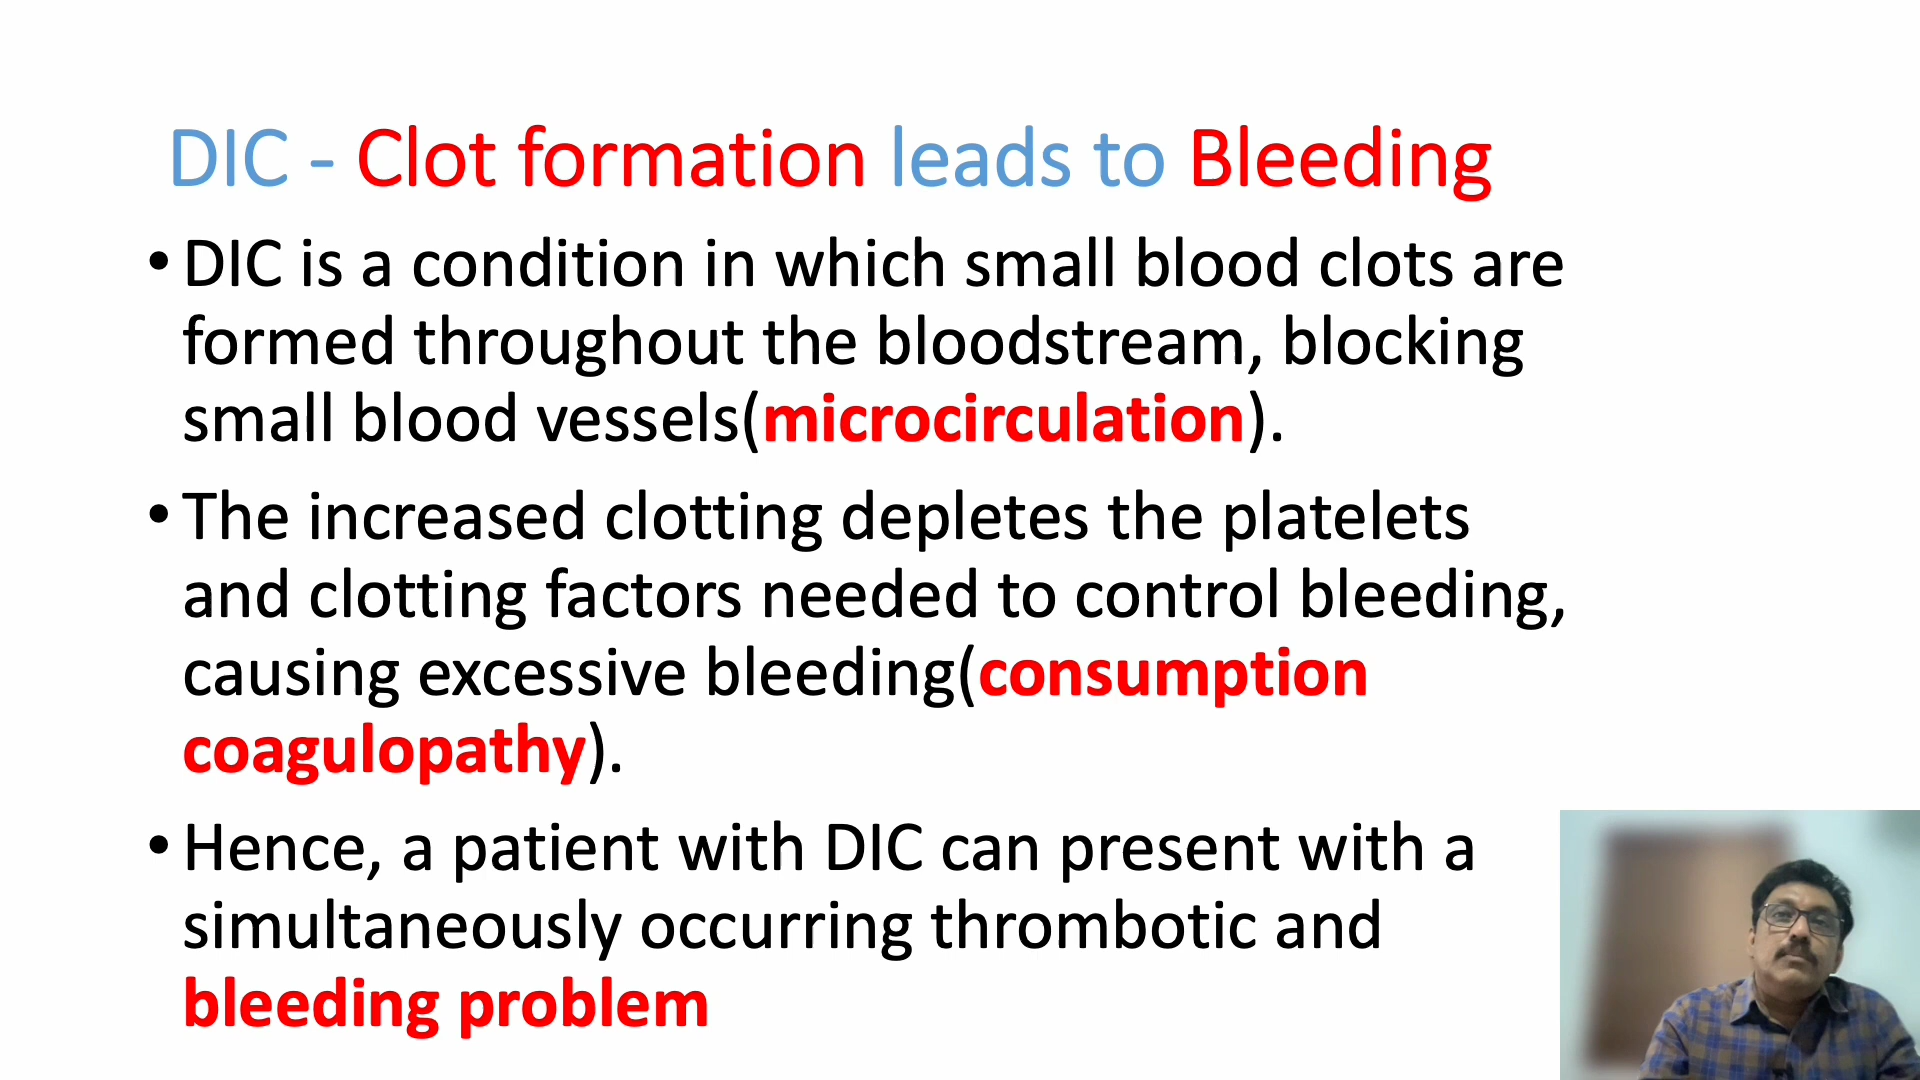 DIC - Clot formation leads to Bleeding
• DIC is a condition in which small blood clots are
formed throughout the bloodstream, blocking
small blood vessels(microcirculation).
• The increased clotting depletes the platelets
and clotting factors needed to control bleeding,
causing excessive bleeding(consumption
coagulopathy).
• Hence, a patient with DIC can present with a
simultaneously occurring thrombotic and
bleeding problem